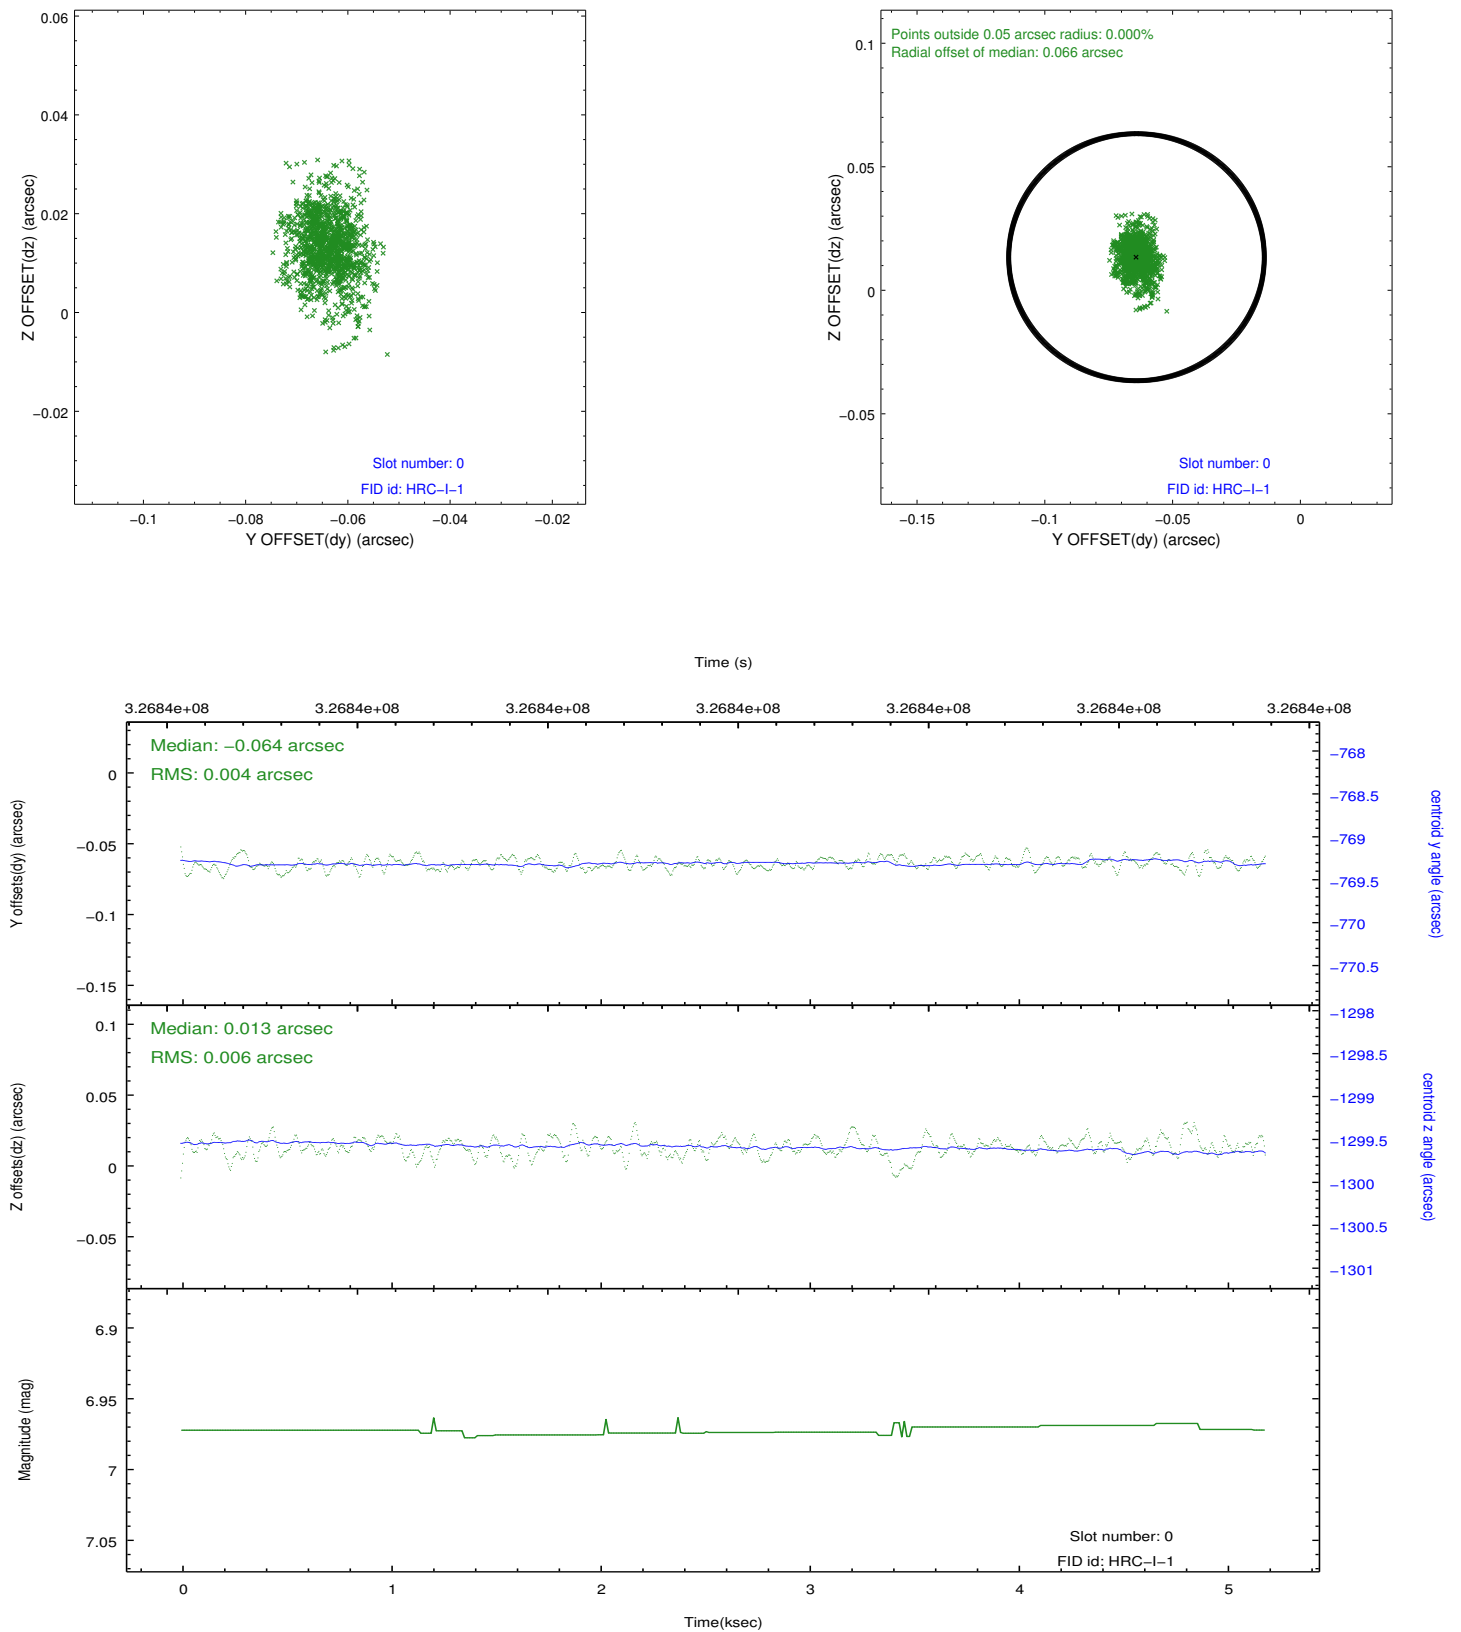 0.06
0.04
0.02
0
−0.02
Z OFFSET(dz) (arcsec)
Slot number: 0
FID id: HRC−I−1
−0.1 −0.08 −0.06 −0.04 −0.02
Y OFFSET(dy) (arcsec)
Points outside 0.05 arcsec radius: 0.000%
Radial offset of median: 0.066 arcsec
0.1
0.05
0
−0.05
Z OFFSET(dz) (arcsec)
Slot number: 0
FID id: HRC−I−1
−0.15 −0.1 −0.05 0
Y OFFSET(dy) (arcsec)
Time (s)
3.2684e+08 3.2684e+08 3.2684e+08 3.2684e+08 3.2684e+08 3.2684e+08 3.2684e+08
Median: −0.064 arcsec
RMS: 0.004 arcsec
0
−0.05
−0.1
−0.15
Y offsets(dy) (arcsec)
−768
−768.5
−769
−769.5
−770
−770.5
centroid y angle (arcsec)
Median: 0.013 arcsec
RMS: 0.006 arcsec
0.1
0.05
0
−0.05
Z offsets(dz) (arcsec)
−1298
−1298.5
−1299
−1299.5
−1300
−1300.5
−1301
centroid z angle (arcsec)
6.9
6.95
7
7.05
Magnitude (mag)
Slot number: 0
FID id: HRC−I−1
0 1 2 3 4 5
Time(ksec)